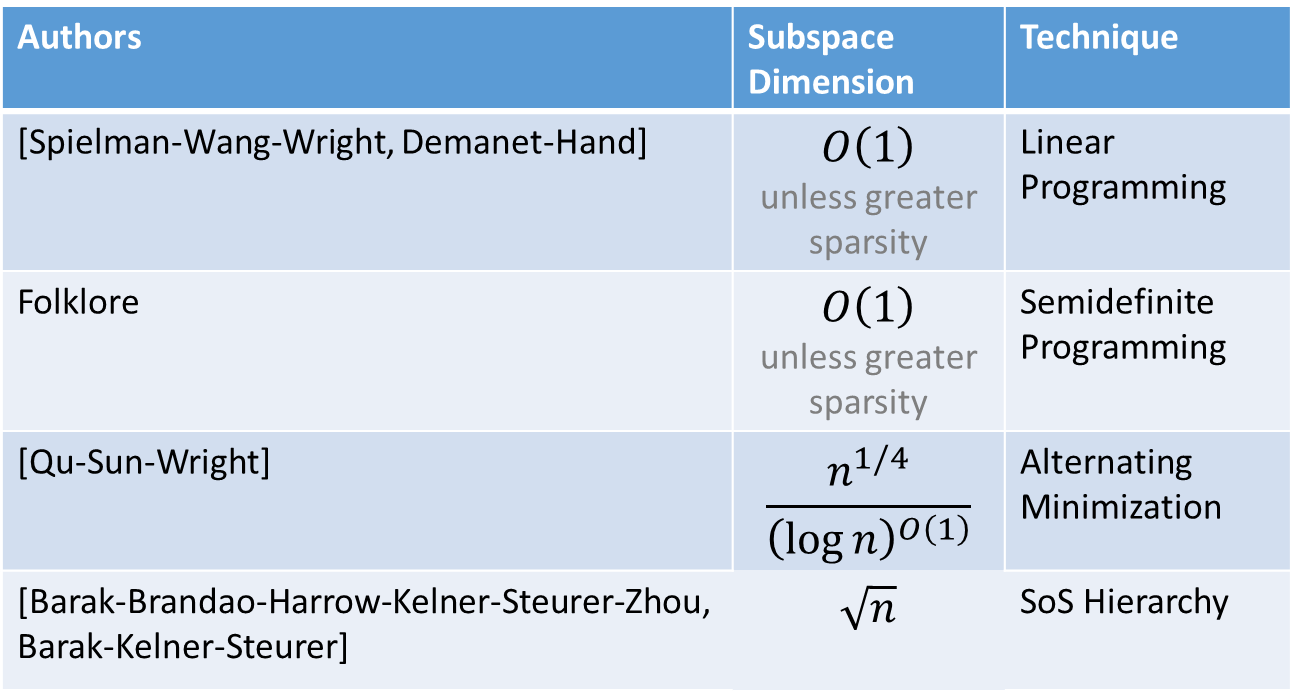 Authors
Subspace
Dimension
Technique
[Spielman-Wang-Wright, Demanet-Hand]
O(1)
unless greater
sparsity
Linear
Programming
Folklore
O(1)
unless greater
sparsity
Semidefinite
Programming
[Qu-Sun-Wright]
n^{1/4}
(log n)^{O(1)}
Alternating
Minimization
[Barak-Brandao-Harrow-Kelner-Steurer-Zhou,
Barak-Kelner-Steurer]
√n
SoS Hierarchy